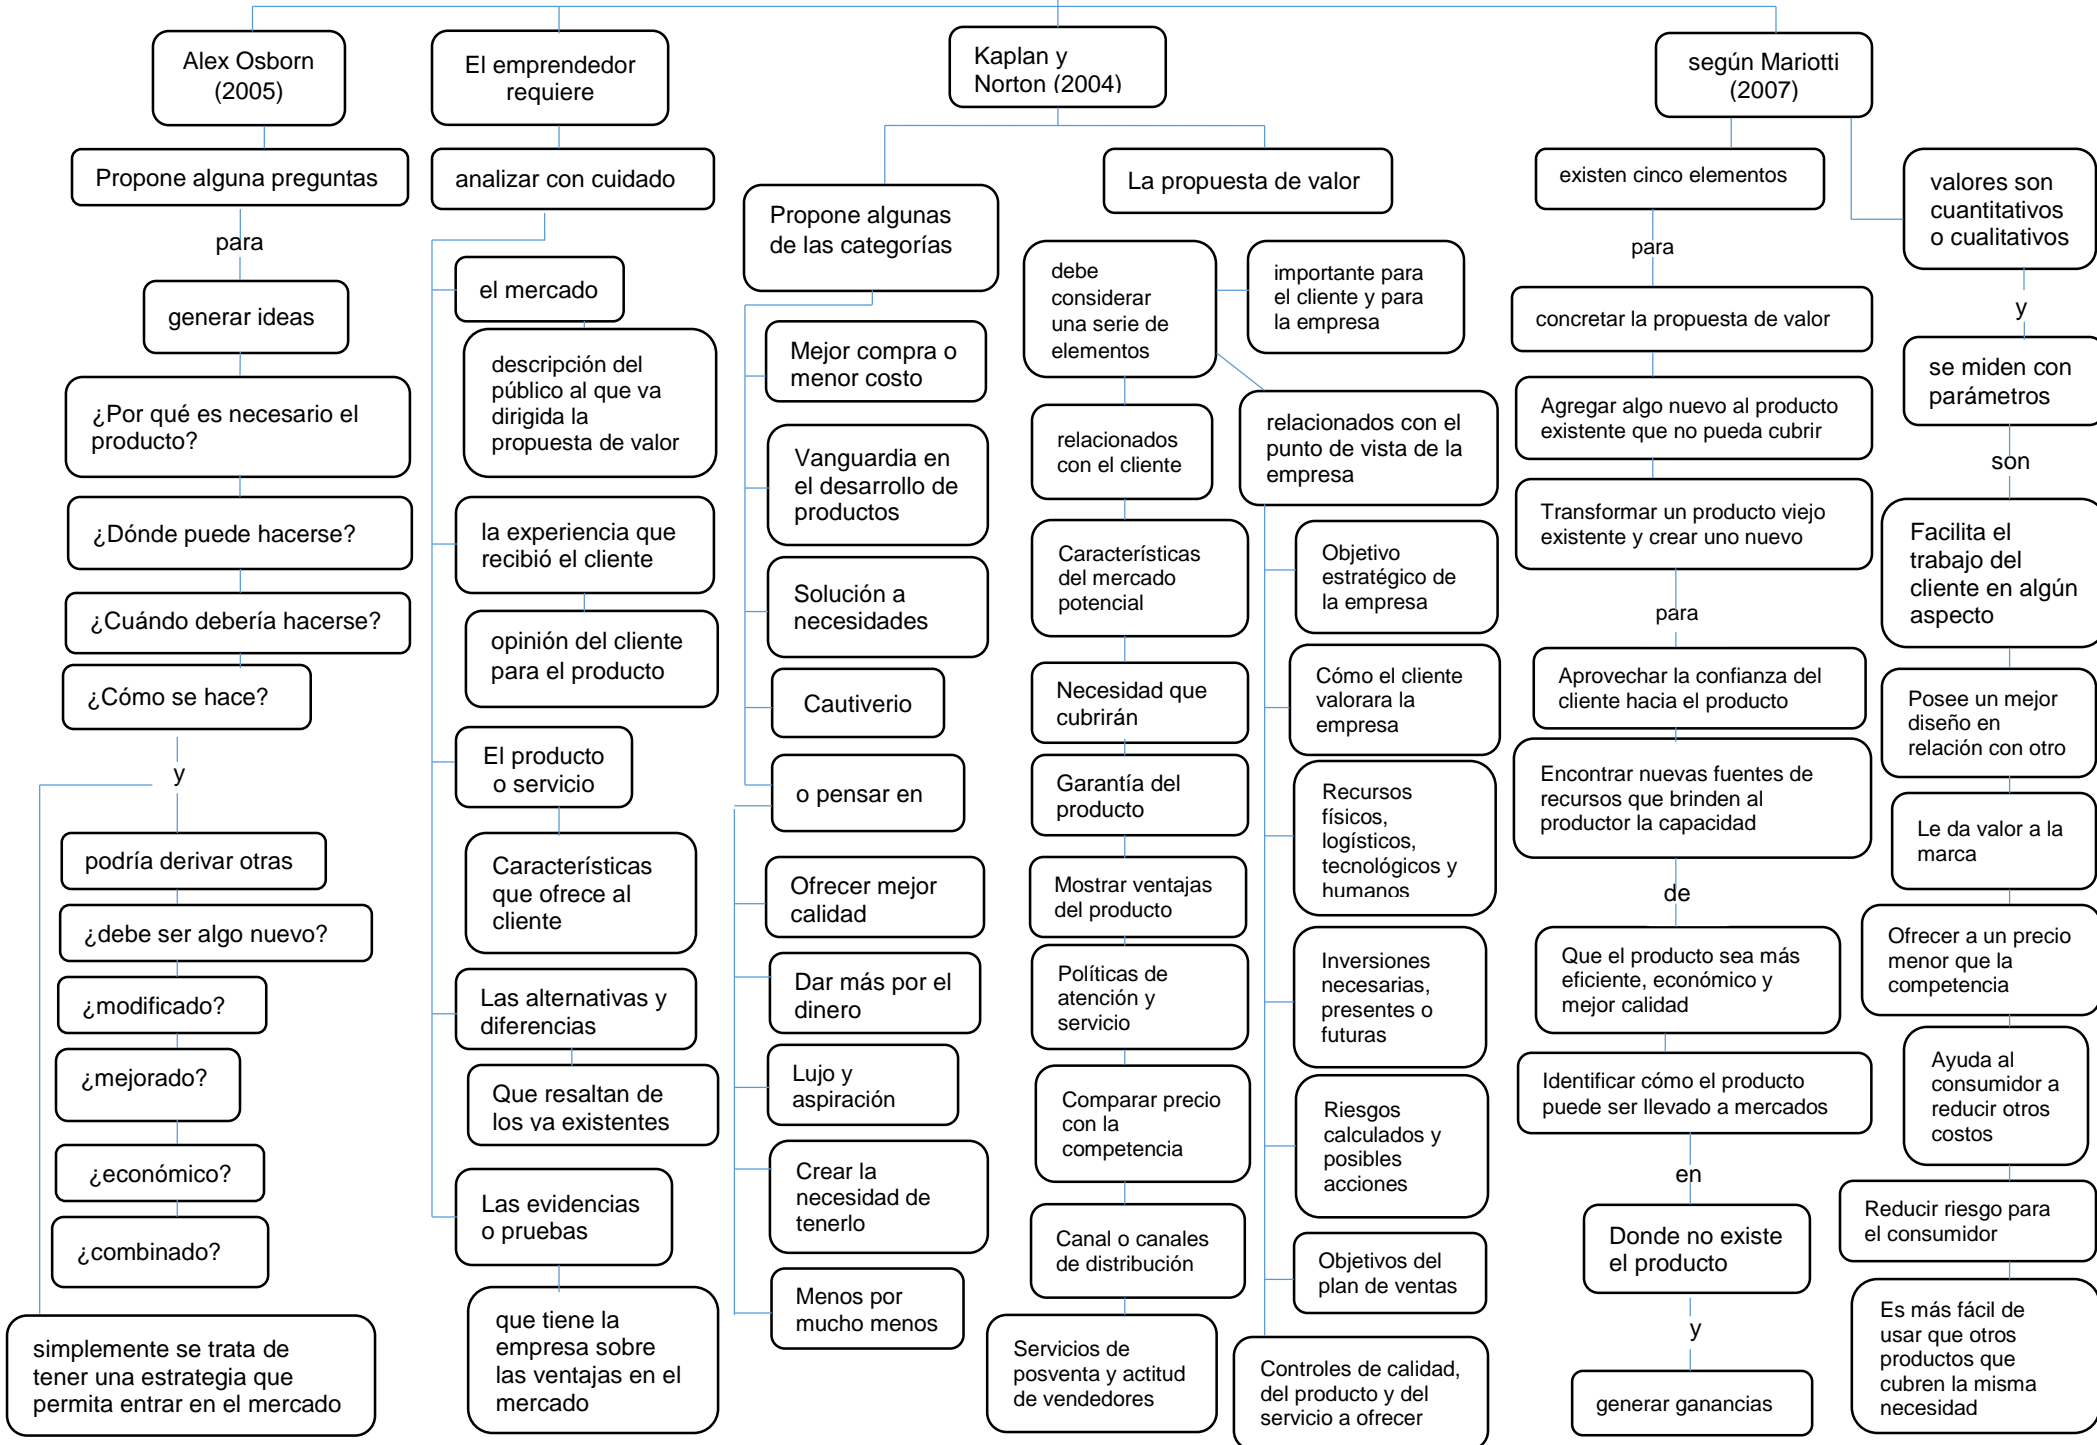 Alex Osborn
(2005)
Propone alguna preguntas
para
generar ideas
¿Por qué es necesario el
producto?
¿Dónde puede hacerse?
¿Cuándo debería hacerse?
¿Cómo se hace?
y
podría derivar otras
¿debe ser algo nuevo?
¿modificado?
¿mejorado?
¿económico?
¿combinado?
simplemente se trata de
tener una estrategia que
permita entrar en el mercado
El emprendedor
requiere
analizar con cuidado
el mercado
descripción del
público al que va
dirigida la
propuesta de valor
la experiencia que
recibió el cliente
opinión del cliente
para el producto
El producto
o servicio
Características
que ofrece al
cliente
Las alternativas y
diferencias
Que resaltan de
los va existentes
Las evidencias
o pruebas
que tiene la
empresa sobre
las ventajas en el
mercado
Kaplan y
Norton (2004)
Propone algunas
de las categorías
Mejor compra o
menor costo
Vanguardia en
el desarrollo de
productos
Solución a
necesidades
Cautiverio
o pensar en
Ofrecer mejor
calidad
Dar más por el
dinero
Lujo y
aspiración
Crear la
necesidad de
tenerlo
Menos por
mucho menos
La propuesta de valor
debe
considerar
una serie de
elementos
importante para
el cliente y para
la empresa
relacionados
con el cliente
Características
del mercado
potencial
Necesidad que
cubrirán
Garantía del
producto
Mostrar ventajas
del producto
Políticas de
atención y
servicio
Comparar precio
con la
competencia
Canal o canales
de distribución
Servicios de
posventa y actitud
de vendedores
relacionados con el
punto de vista de la
empresa
Objetivo
estratégico de
la empresa
Cómo el cliente
valorara la
empresa
Recursos
físicos,
logísticos,
tecnológicos y
humanos
Inversiones
necesarias,
presentes o
futuras
Riesgos
calculados y
posibles
acciones
Objetivos del
plan de ventas
Controles de calidad,
del producto y del
servicio a ofrecer
según Mariotti
(2007)
existen cinco elementos
para
concretar la propuesta de valor
Agregar algo nuevo al producto
existente que no pueda cubrir
Transformar un producto viejo
existente y crear uno nuevo
para
Aprovechar la confianza del
cliente hacia el producto
Encontrar nuevas fuentes de
recursos que brinden al
productor la capacidad
de
Que el producto sea más
eficiente, económico y
mejor calidad
Identificar cómo el producto
puede ser llevado a mercados
en
Donde no existe
el producto
y
generar ganancias
valores son
cuantitativos
o cualitativos
y
se miden con
parámetros
son
Facilita el
trabajo del
cliente en algún
aspecto
Posee un mejor
diseño en
relación con otro
Le da valor a la
marca
Ofrecer a un precio
menor que la
competencia
Ayuda al
consumidor a
reducir otros
costos
Reducir riesgo para
el consumidor
Es más fácil de
usar que otros
productos que
cubren la misma
necesidad